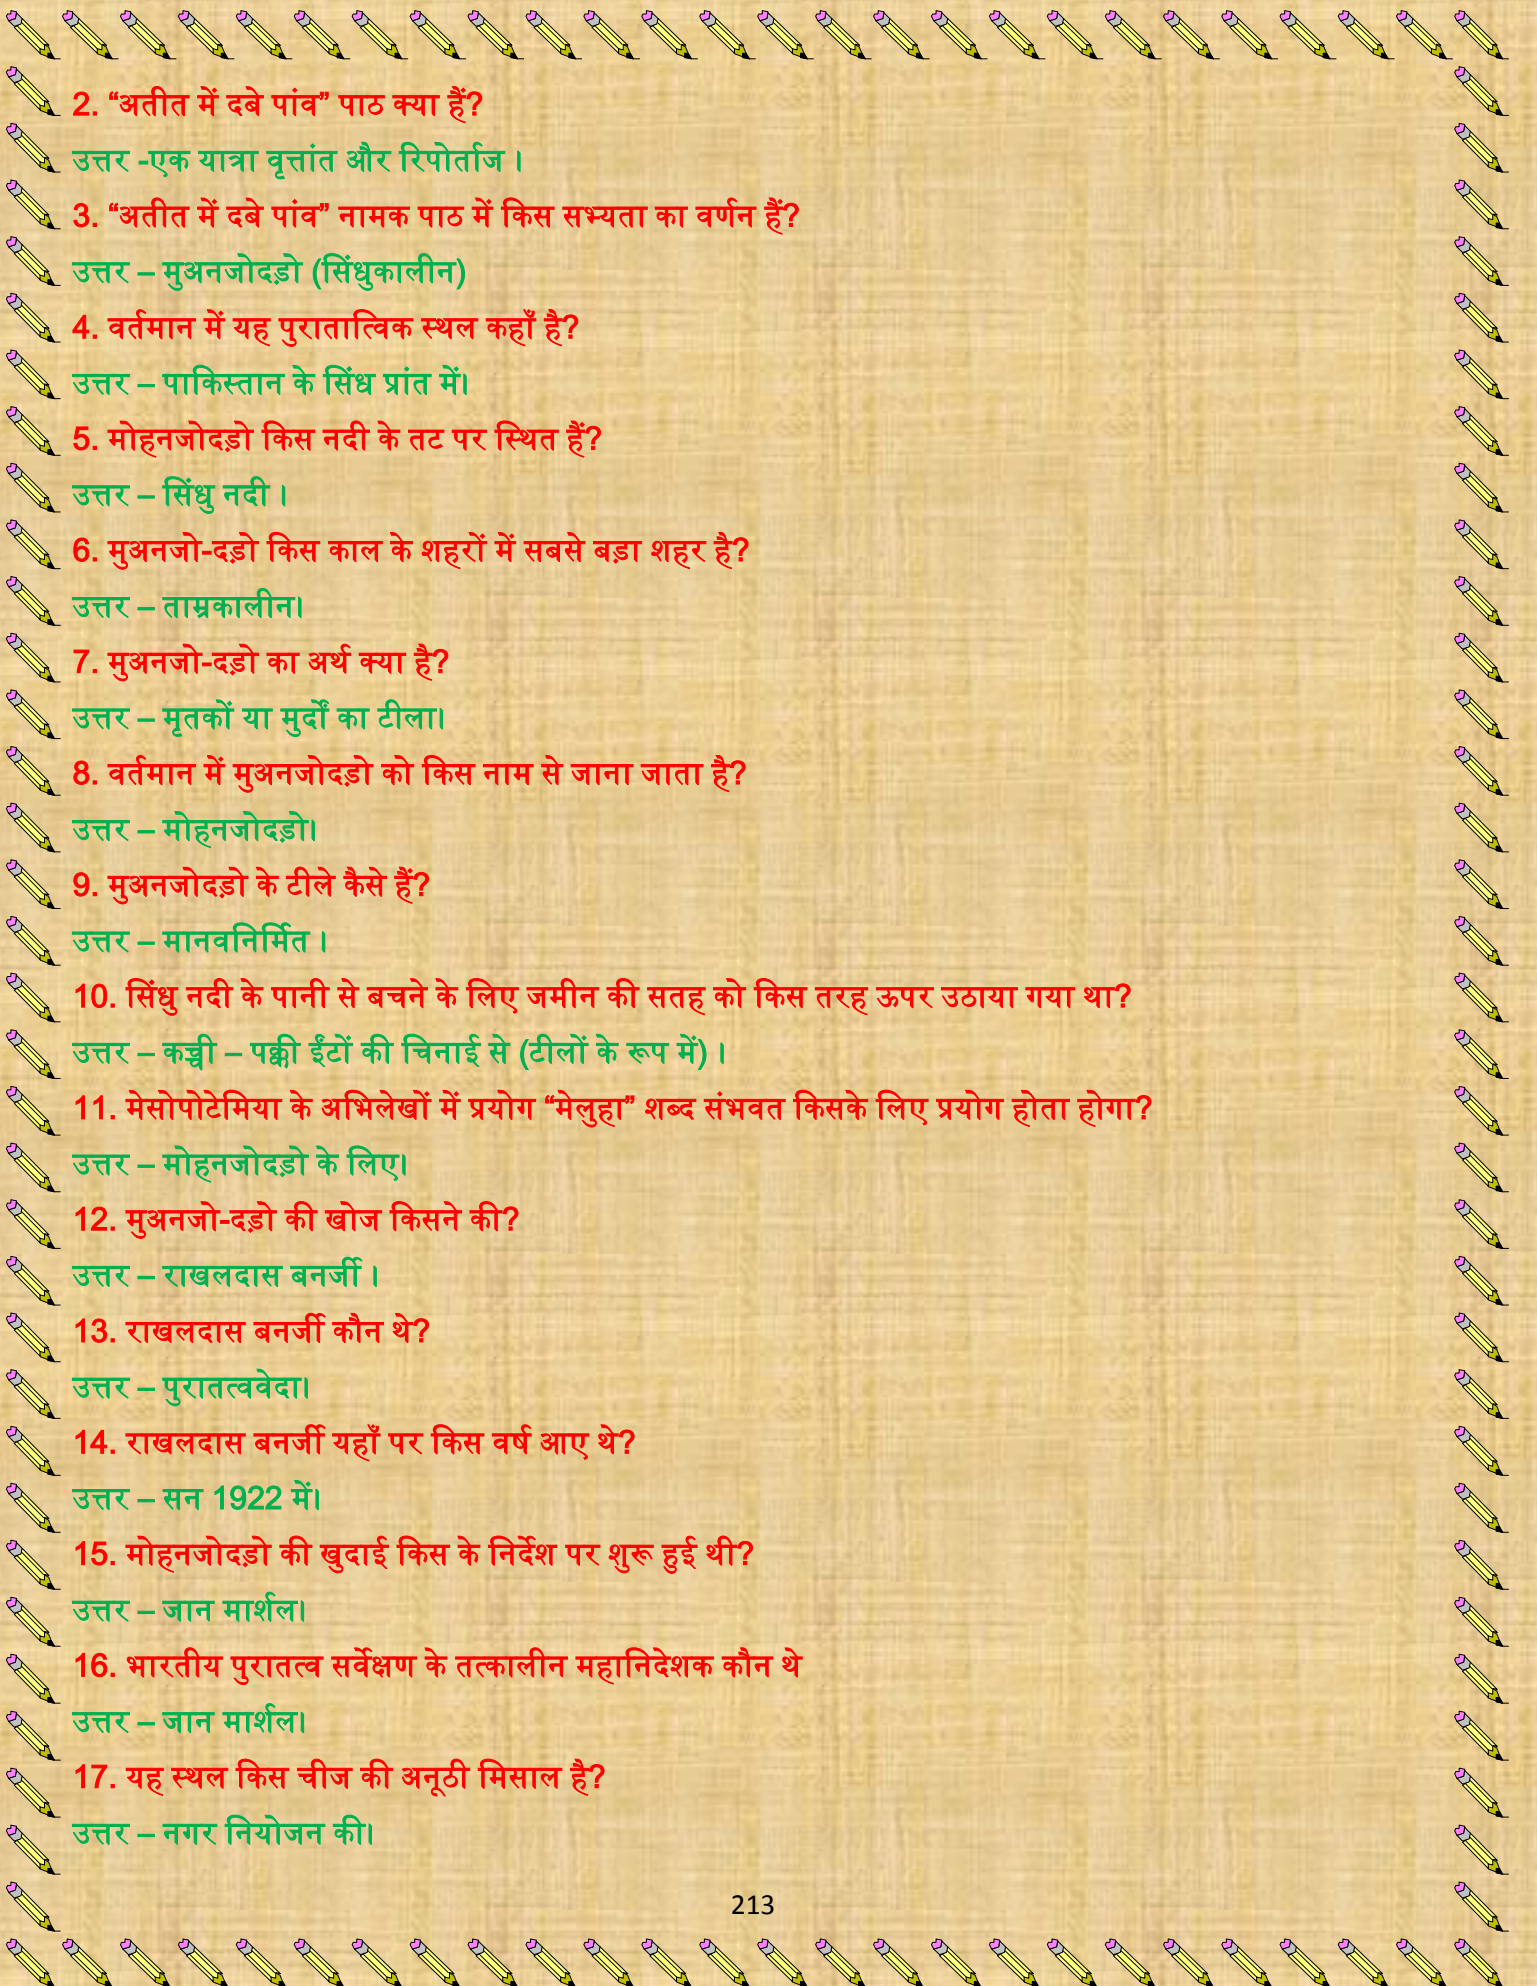 2. “अतीत में दबे पांव” पाठ क्या हैं?
उत्तर -एक यात्रा वृत्तांत और रिपोर्ताज ।
3. “अतीत में दबे पांव” नामक पाठ में किस सभ्यता का वर्णन हैं?
उत्तर – मुअनजोदड़ो (सिंधुकालीन)
4. वर्तमान में यह पुरातात्विक स्थल कहाँ है?
उत्तर – पाकिस्तान के सिंध प्रांत में।
5. मोहनजोदड़ो किस नदी के तट पर स्थित हैं?
उत्तर – सिंधु नदी ।
6. मुअनजो-दड़ो किस काल के शहरों में सबसे बड़ा शहर है?
उत्तर – ताम्रकालीन।
7. मुअनजो-दड़ो का अर्थ क्या है?
उत्तर – मृतकों या मुर्दों का टीला।
8. वर्तमान में मुअनजोदड़ो को किस नाम से जाना जाता है?
उत्तर – मोहनजोदड़ो।
9. मुअनजोदड़ो के टीले कैसे हैं?
उत्तर – मानवनिर्मित ।
10. सिंधु नदी के पानी से बचने के लिए जमीन की सतह को किस तरह ऊपर उठाया गया था?
उत्तर – कच्ची – पक्की ईंटों की चिनाई से (टीलों के रूप में) ।
11. मेसोपोटेमिया के अभिलेखों में प्रयोग “मेलुहा” शब्द संभवत किसके लिए प्रयोग होता होगा?
उत्तर – मोहनजोदड़ो के लिए।
12. मुअनजो-दड़ो की खोज किसने की?
उत्तर – राखलदास बनर्जी ।
13. राखलदास बनर्जी कौन थे?
उत्तर – पुरातत्ववेदा।
14. राखलदास बनर्जी यहाँ पर किस वर्ष आए थे?
उत्तर – सन 1922 में।
15. मोहनजोदड़ो की खुदाई किस के निर्देश पर शुरू हुई थी?
उत्तर – जान मार्शल।
16. भारतीय पुरातत्व सर्वेक्षण के तत्कालीन महानिदेशक कौन थे
उत्तर – जान मार्शल।
17. यह स्थल किस चीज की अनूठी मिसाल है?
उत्तर – नगर नियोजन की।
213